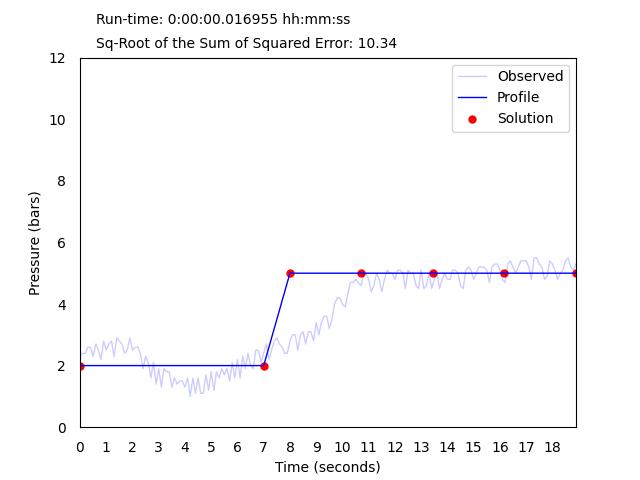 Run-time: 0:00:00.016955 hh:mm:ss
Sq-Root of the Sum of Squared Error: 10.34
12
10
8
6
4
2
0
Pressure (bars)
Observed
Profile
Solution
0 1 2 3 4 5 6 7 8 9 10 11 12 13 14 15 16 17 18
Time (seconds)